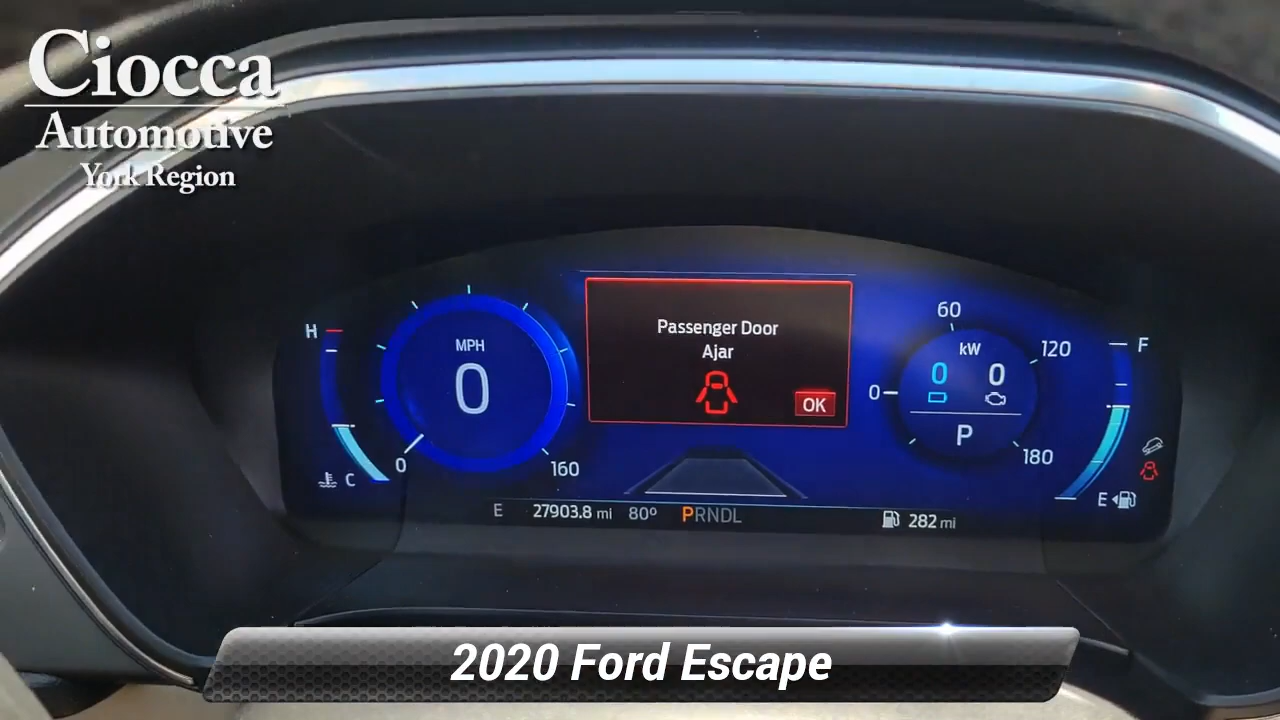 Ciocca
Automotive
York Region
H
MPH
0
C
0
160
Passenger Door
Ajar
OK
60
kW
120
0
0
0
P
180
F
E
E 27903.8 mi 80° PRNDL 282 mi
2020 Ford Escape